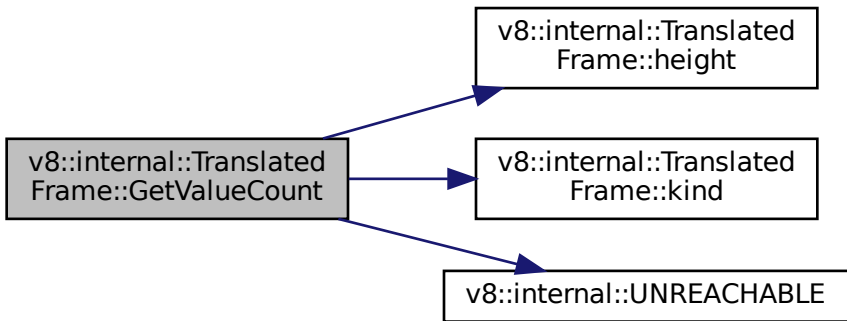 v8::internal::Translated
Frame::height
v8::internal::Translated
Frame::GetValueCount
v8::internal::Translated
Frame::kind
v8::internal::UNREACHABLE